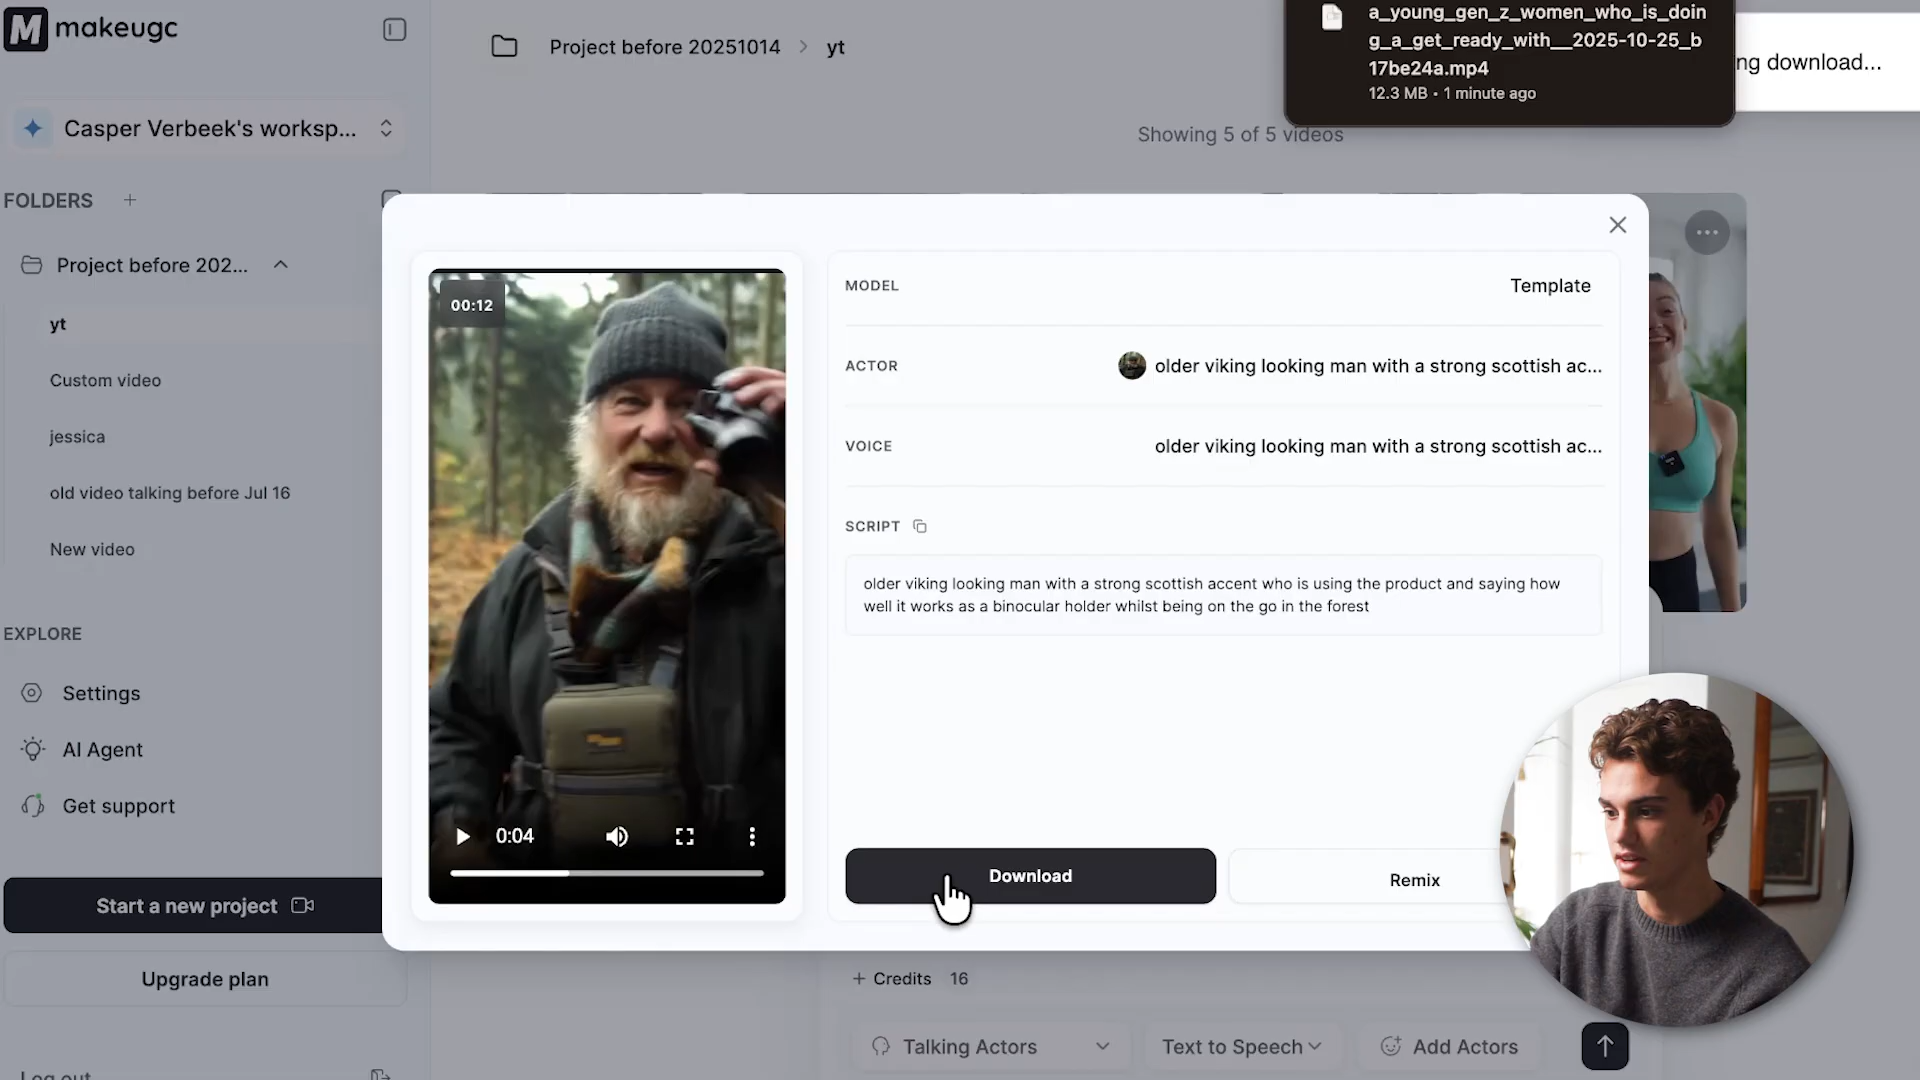 M makeugc
Project before 20251014 > yt
a_young_gen_z_women_who_is_doin
g_a_get_ready_with__2025-10-25_b
17be24a.mp4
12.3 MB • 1 minute ago
ng download...
Casper Verbeek's worksp...
Showing 5 of 5 videos
FOLDERS +
Project before 202...
yt
Custom video
jessica
old video talking before Jul 16
New video
EXPLORE
Settings
AI Agent
Get support
Start a new project
Upgrade plan
Log out
00:12
0:04
MODEL
Template
ACTOR
older viking looking man with a strong scottish ac...
VOICE
older viking looking man with a strong scottish ac...
SCRIPT
older viking looking man with a strong scottish accent who is using the product and saying how
well it works as a binocular holder whilst being on the go in the forest
Download
Remix
+ Credits 16
Talking Actors
Text to Speech
Add Actors